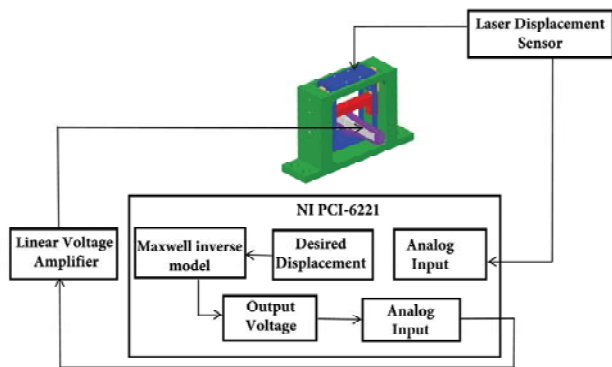 Laser Displacement
Sensor
NI PCI-6221
Linear Voltage
Amplifier
Maxwell inverse
model
Desired
Displacement
Analog
Input
Output
Voltage
Analog
Input